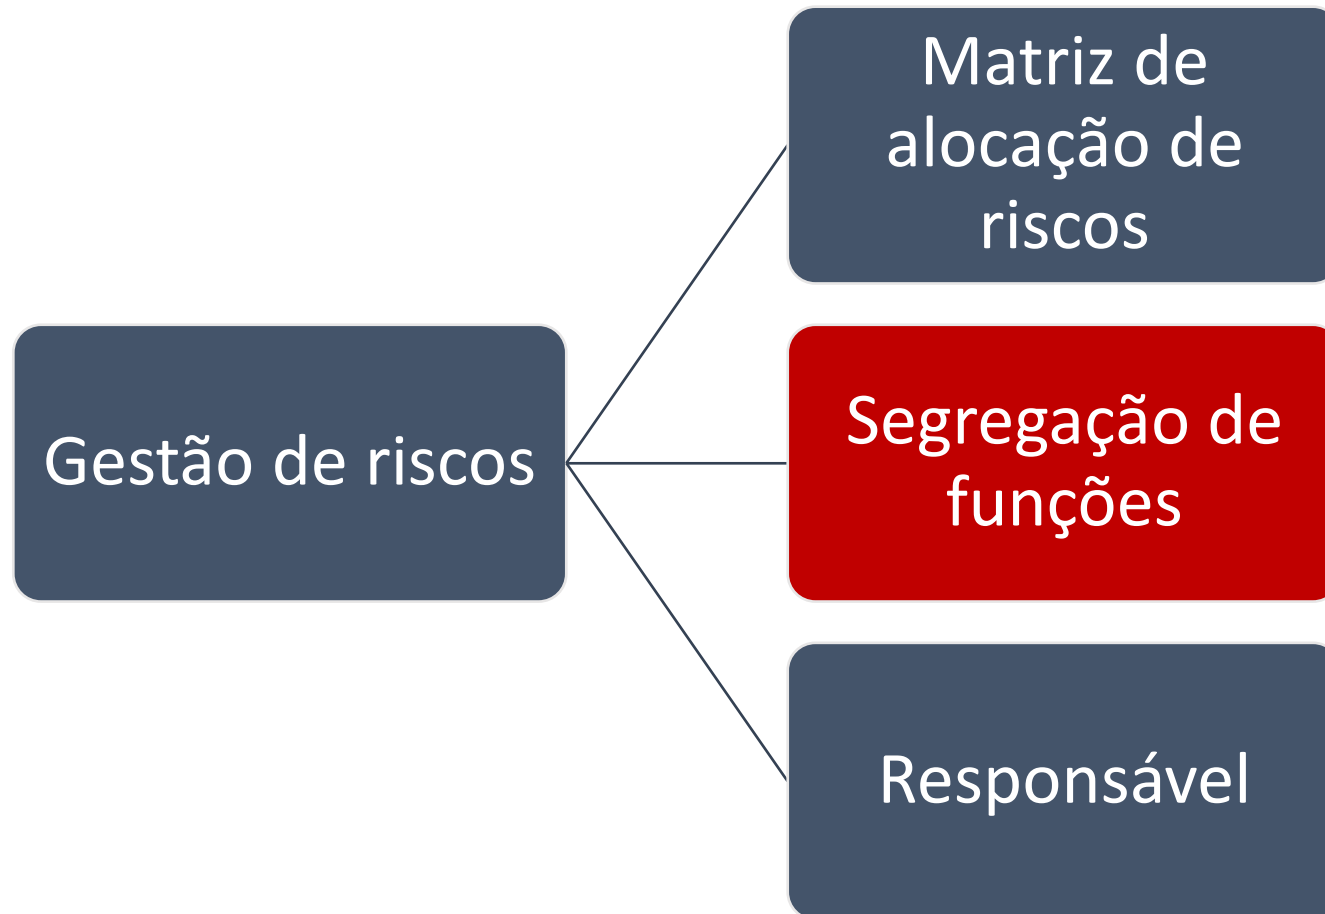 Matriz de
alocação de
riscos
Gestão de riscos
Segregação de
funções
Responsável